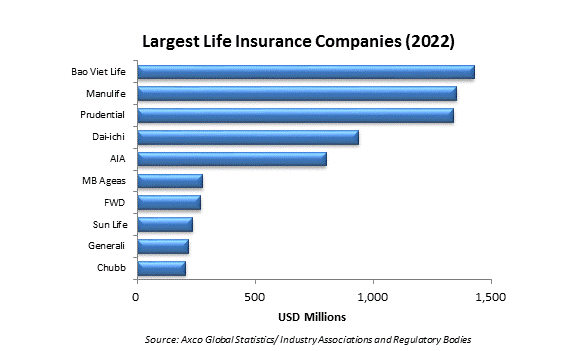 Largest Life Insurance Companies (2022)
Bao Viet Life
Manulife
Prudential
Dai-ichi
AIA
MB Ageas
FWD
Sun Life
Generali
Chubb
0 500 1,000 1,500
USD Millions
Source: Axco Global Statistics/ Industry Associations and Regulatory Bodies